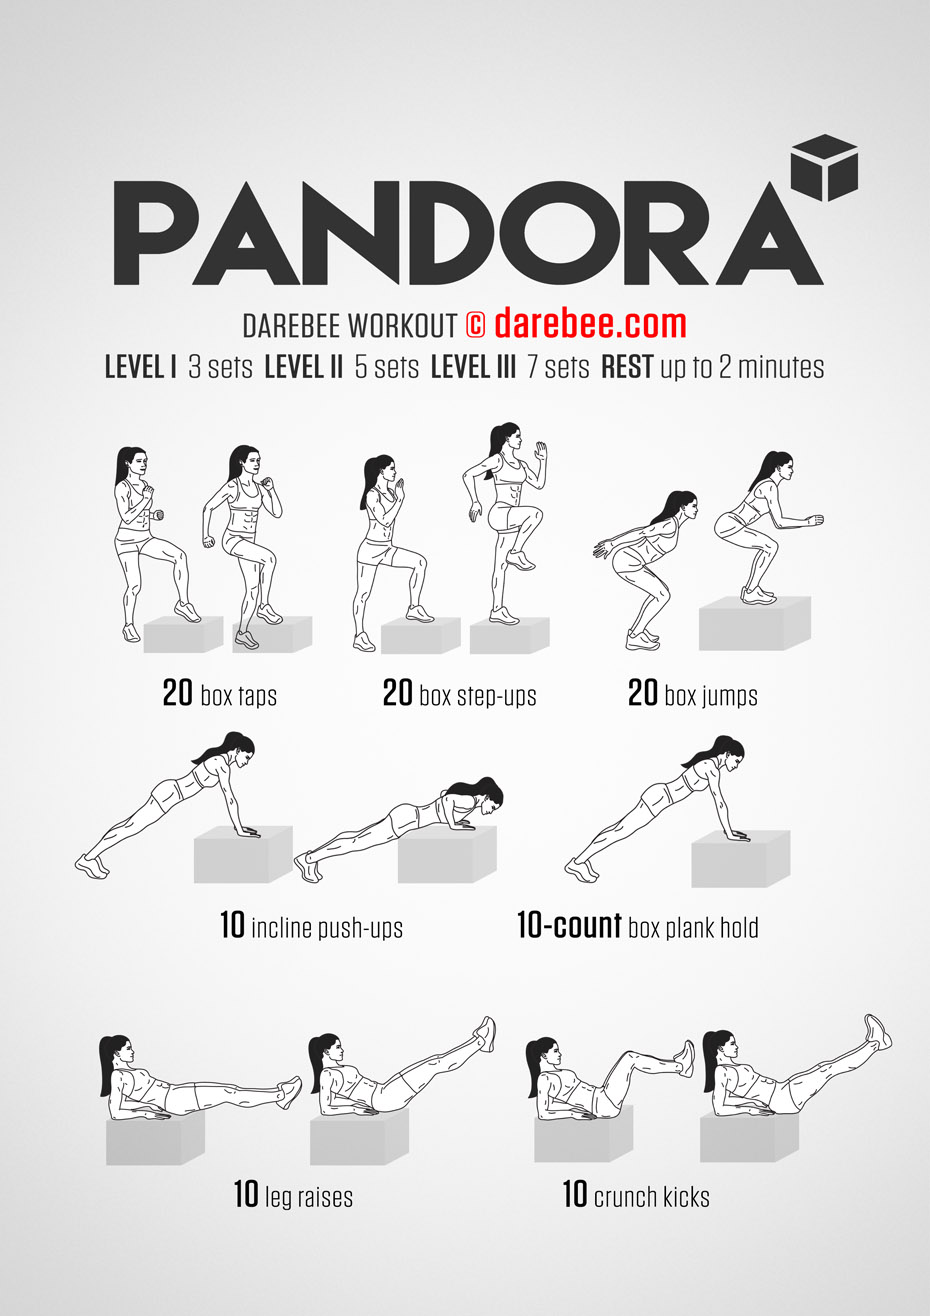 PANDORA
DAREBEE WORKOUT © darebee.com
LEVEL I 3 sets LEVEL II 5 sets LEVEL III 7 sets REST up to 2 minutes
20 box taps
20 box step-ups
20 box jumps
10 incline push-ups
10-count box plank hold
10 leg raises
10 crunch kicks